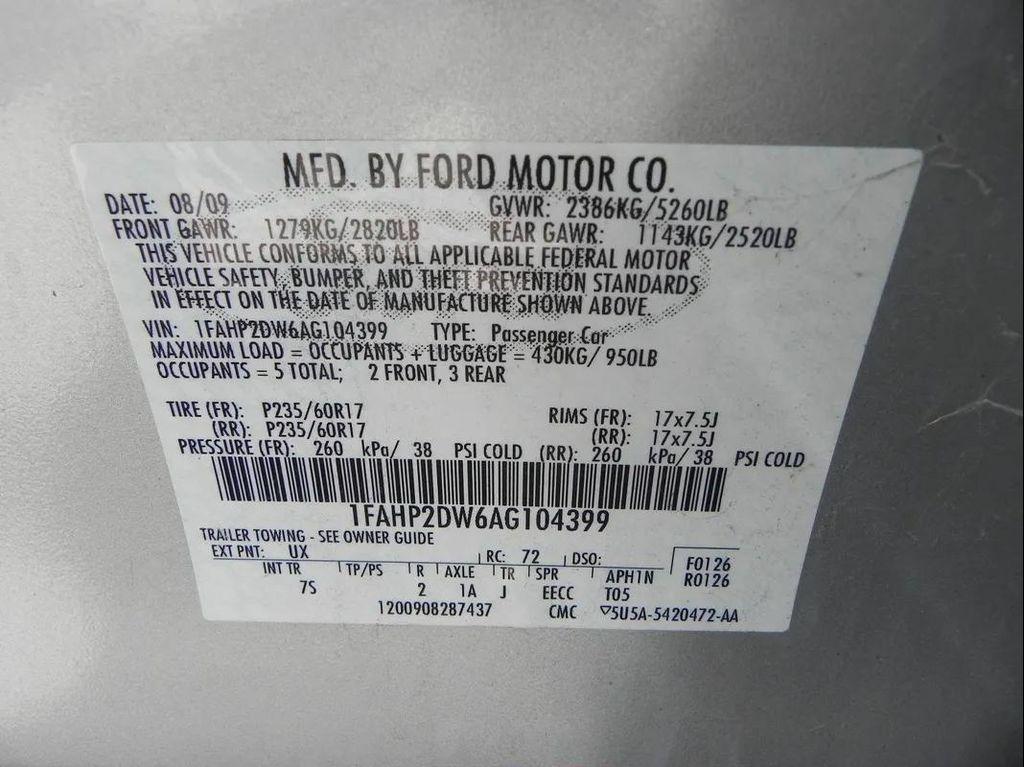 MFD. BY FORD MOTOR CO.
DATE: 08/09 GVWR: 2386KG/5260LB
FRONT GAWR: 1279KG/2820LB REAR GAWR: 1143KG/2520LB
THIS VEHICLE CONFORMS TO ALL APPLICABLE FEDERAL MOTOR
VEHICLE SAFETY, BUMPER, AND THEFT PREVENTION STANDARDS
IN EFFECT ON THE DATE OF MANUFACTURE SHOWN ABOVE.
VIN: 1FAHP2DW6AG104399 TYPE: Passenger Car
MAXIMUM LOAD = OCCUPANTS + LUGGAGE = 430KG/ 950LB
OCCUPANTS = 5 TOTAL; 2 FRONT, 3 REAR
TIRE (FR): P235/60R17 RIMS (FR): 17x7.5J
(RR): P235/60R17 (RR): 17x7.5J
PRESSURE (FR): 260 kPa/ 38 PSI COLD (RR): 260 kPa/ 38 PSI COLD
1FAHP2DW6AG104399
TRAILER TOWING - SEE OWNER GUIDE
EXT PNT: UX RC: 72 DSO: F0126
INT TR TP/PS R AXLE TR SPR APH1N R0126
7S 2 1A J EECC T05
1200908287437 CMC ▽5U5A-5420472-AA